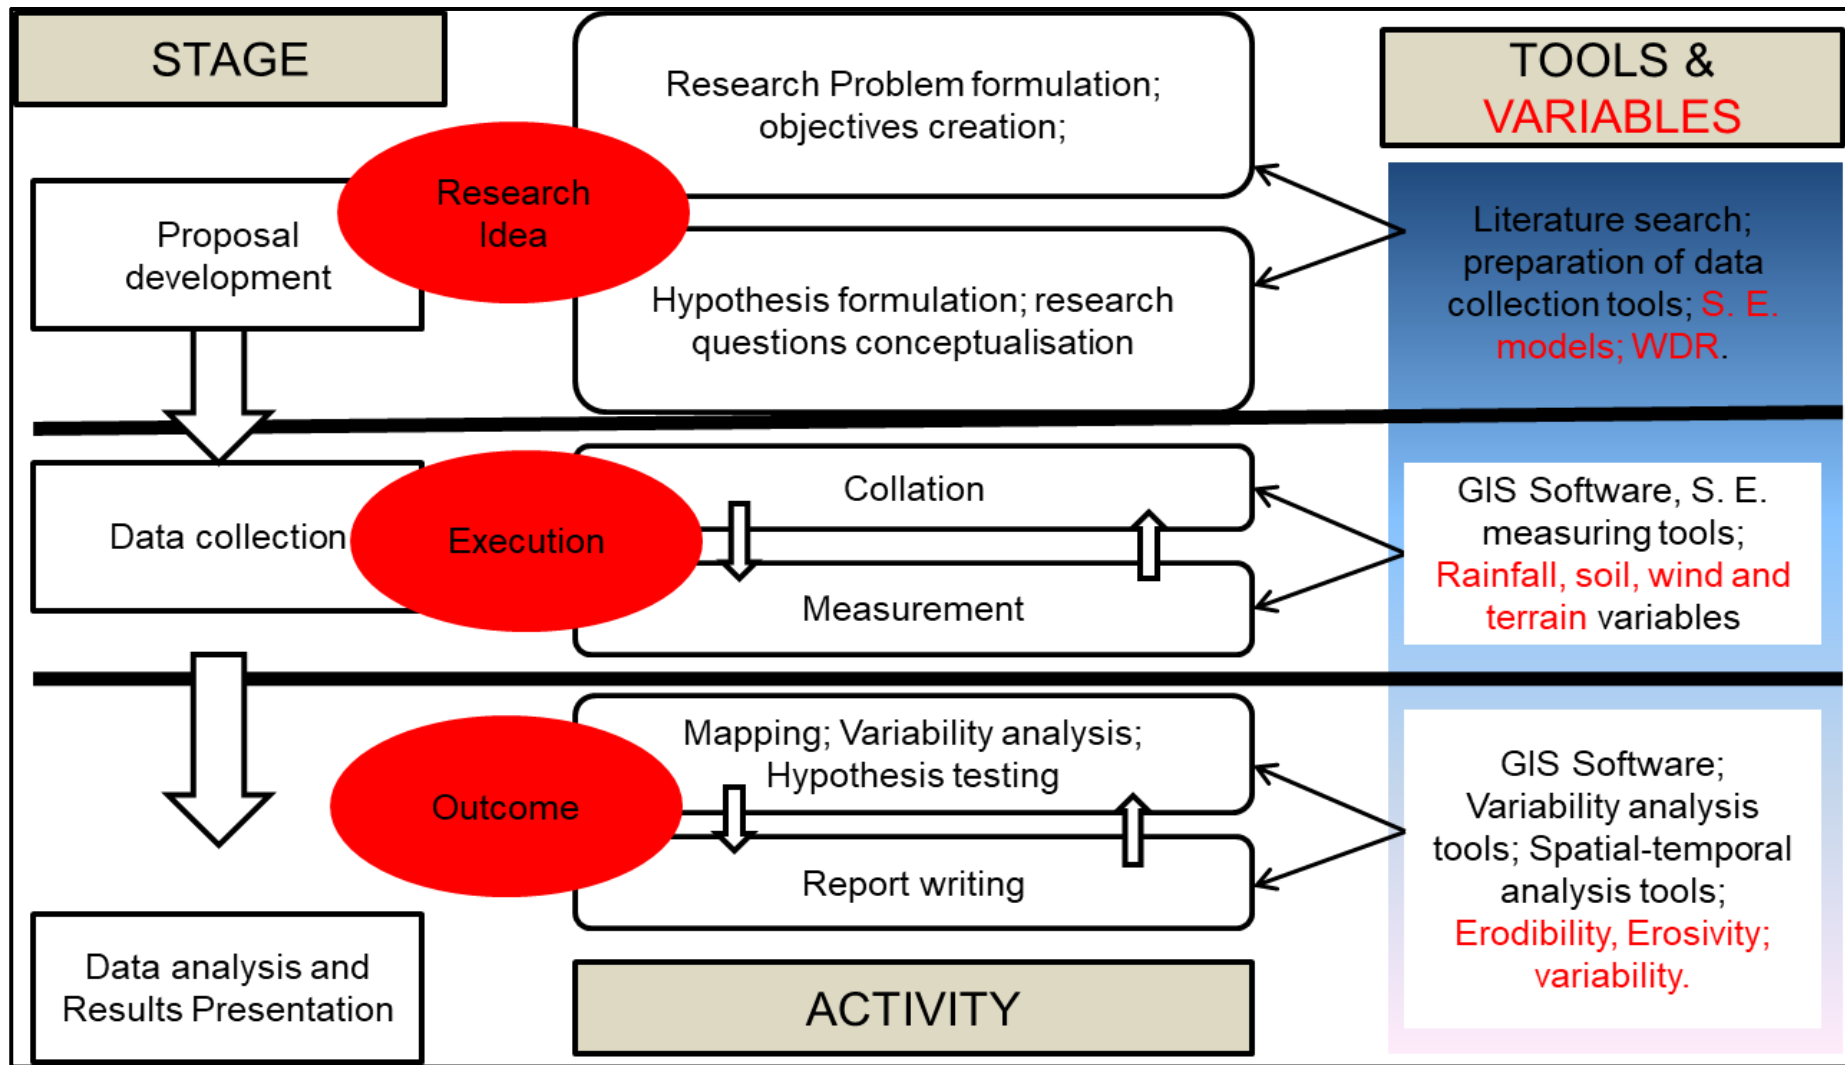 STAGE
Research Problem formulation;
objectives creation;
TOOLS &
VARIABLES
Research
Idea
Proposal
development
Hypothesis formulation; research
questions conceptualisation
Literature search;
preparation of data
collection tools; S. E.
models; WDR.
Data collection
Execution
Collation
Measurement
GIS Software, S. E.
measuring tools;
Rainfall, soil, wind and
terrain variables
Outcome
Mapping; Variability analysis;
Hypothesis testing
Report writing
GIS Software;
Variability analysis
tools; Spatial-temporal
analysis tools;
Erodibility, Erosivity;
variability.
Data analysis and
Results Presentation
ACTIVITY